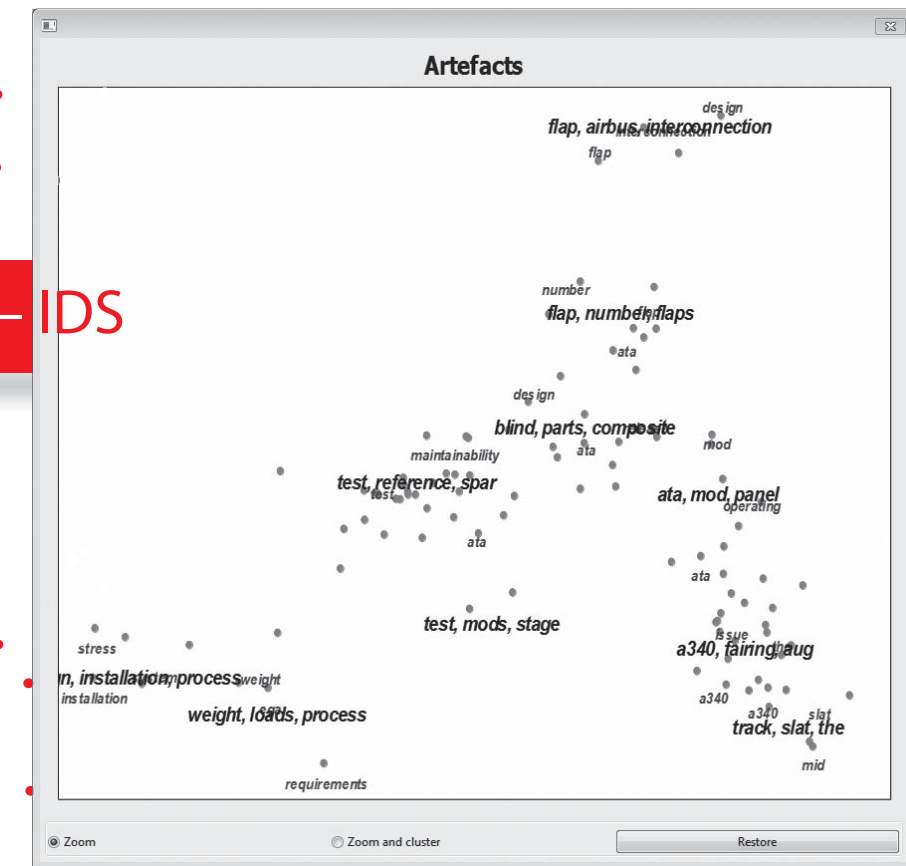 Artefacts
design
flap, airbus, interconnection
interconnection
flap
number
flap, number, flaps
flap
ata
design
blind, parts, composite
ata
mod
maintainability
test, reference, spar
test
ata, mod, panel
operating
ata
ata
test, mods, stage
issue
a340, fairing, aug
the
stress
installation, process
weight
installation
weight, loads, process
a340
a340
slat
track, slat, the
mid
requirements
– IDS
Zoom
Zoom and cluster
Restore